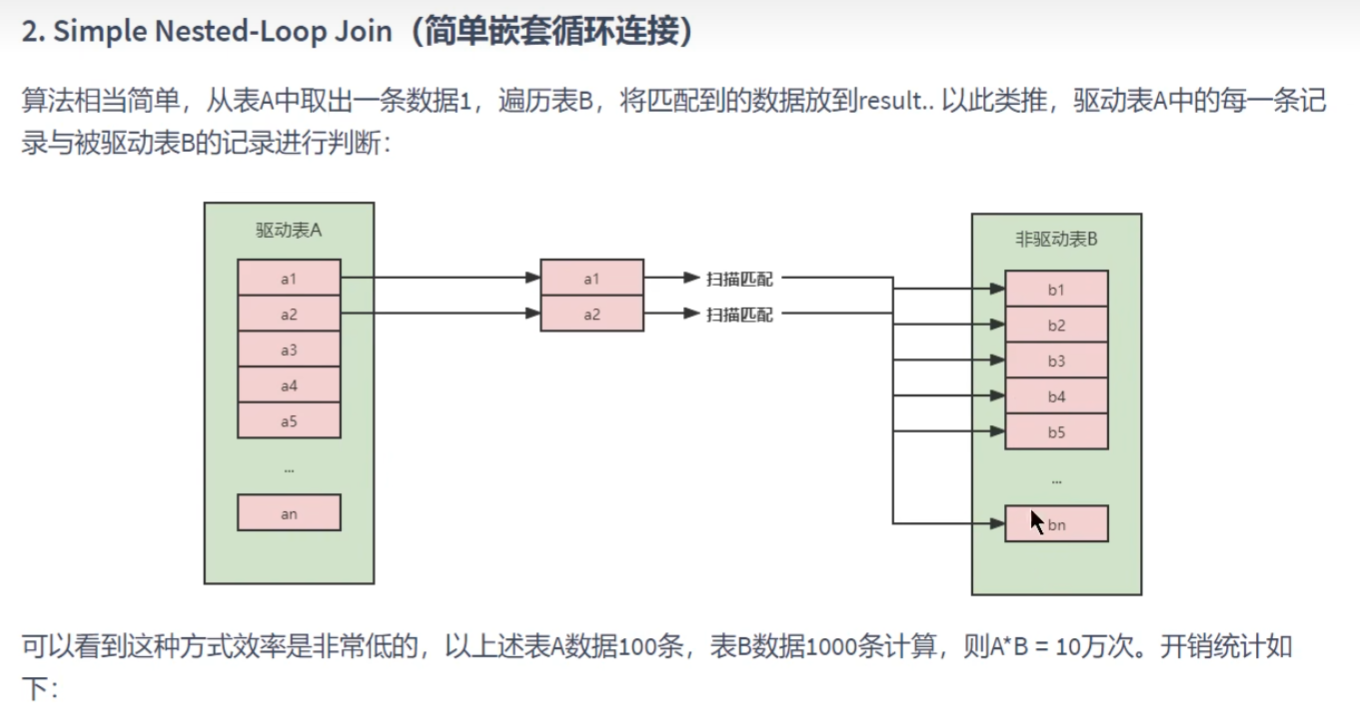 2. Simple Nested-Loop Join（简单嵌套循环连接）
算法相当简单，从表A中取出一条数据1，遍历表B，将匹配到的数据放到result.. 以此类推，驱动表A中的每一条记
录与被驱动表B的记录进行判断：
驱动表A
a1
a2
a3
a4
a5
...
an
a1
a2
扫描匹配
扫描匹配
非驱动表B
b1
b2
b3
b4
b5
...
bn
可以看到这种方式效率是非常低的，以上述表A数据100条，表B数据1000条计算，则A*B = 10万次。开销统计如
下：